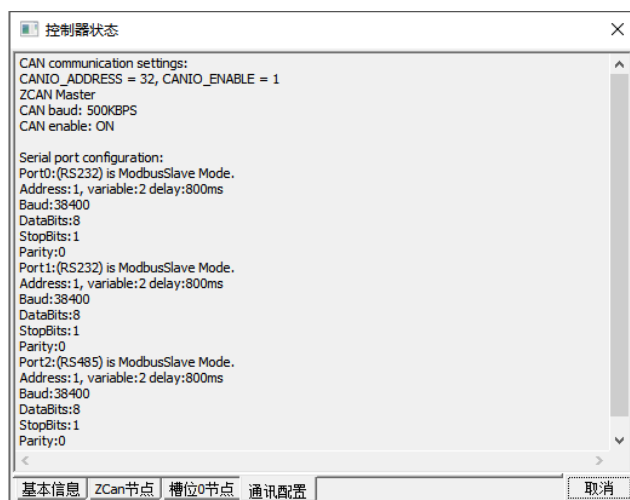 控制器状态
CAN communication settings:
CANIO_ADDRESS = 32, CANIO_ENABLE = 1
ZCAN Master
CAN baud: 500KBPS
CAN enable: ON
Serial port configuration:
Port0:(RS232) is ModbusSlave Mode.
Address:1, variable:2 delay:800ms
Baud:38400
DataBits:8
StopBits:1
Parity:0
Port1:(RS232) is ModbusSlave Mode.
Address:1, variable:2 delay:800ms
Baud:38400
DataBits:8
StopBits:1
Parity:0
Port2:(RS485) is ModbusSlave Mode.
Address:1, variable:2 delay:800ms
Baud:38400
DataBits:8
StopBits:1
Parity:0
基本信息 ZCan节点 槽位0节点 通讯配置 取消